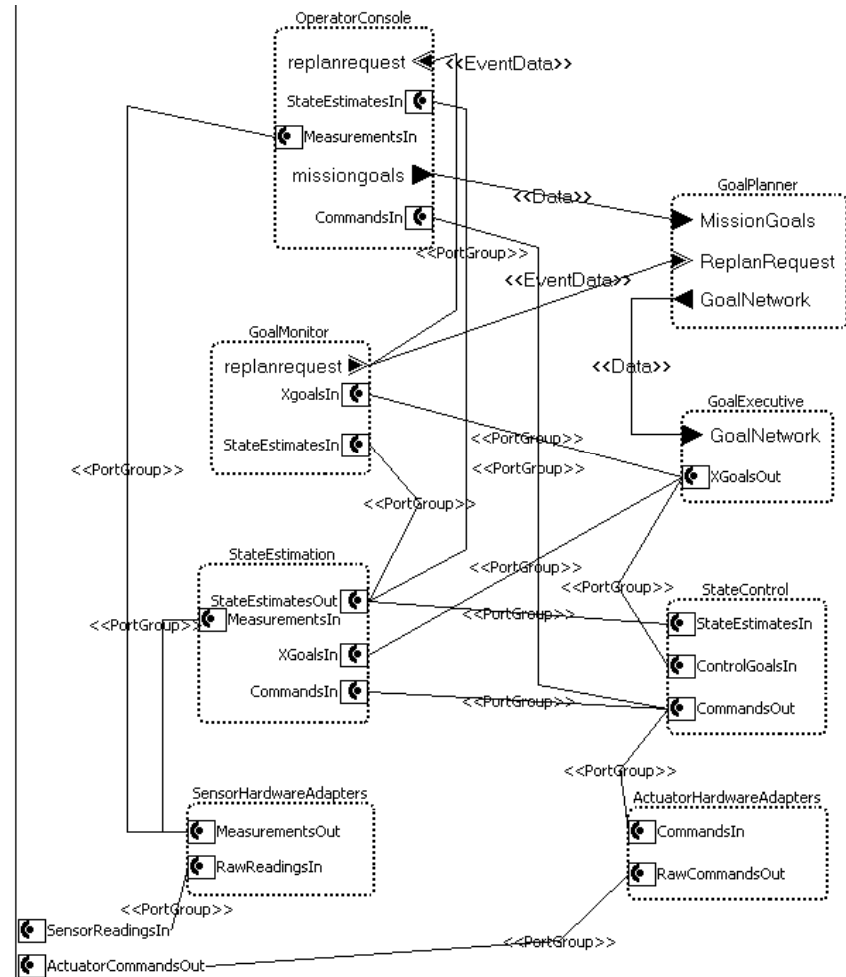 OperatorConsole
replanrequest
<<EventData>>
StateEstimatesIn
MeasurementsIn
missiongoals
<<Data>>
CommandsIn
<<PortGroup>>
GoalPlanner
MissionGoals
ReplanRequest
GoalNetwork
<<EventData>>
GoalMonitor
replanrequest
XgoalsIn
StateEstimatesIn
<<Data>>
GoalExecutive
GoalNetwork
XGoalsOut
<<PortGroup>>
<<PortGroup>>
<<PortGroup>>
<<PortGroup>>
StateEstimation
StateEstimatesOut
MeasurementsIn
XGoalsIn
CommandsIn
<<PortGroup>>
<<PortGroup>>
<<PortGroup>>
<<PortGroup>>
<<PortGroup>>
StateControl
StateEstimatesIn
ControlGoalsIn
CommandsOut
<<PortGroup>>
SensorHardwareAdapters
MeasurementsOut
RawReadingsIn
ActuatorHardwareAdapters
CommandsIn
RawCommandsOut
<<PortGroup>>
SensorReadingsIn
<<PortGroup>>
ActuatorCommandsOut